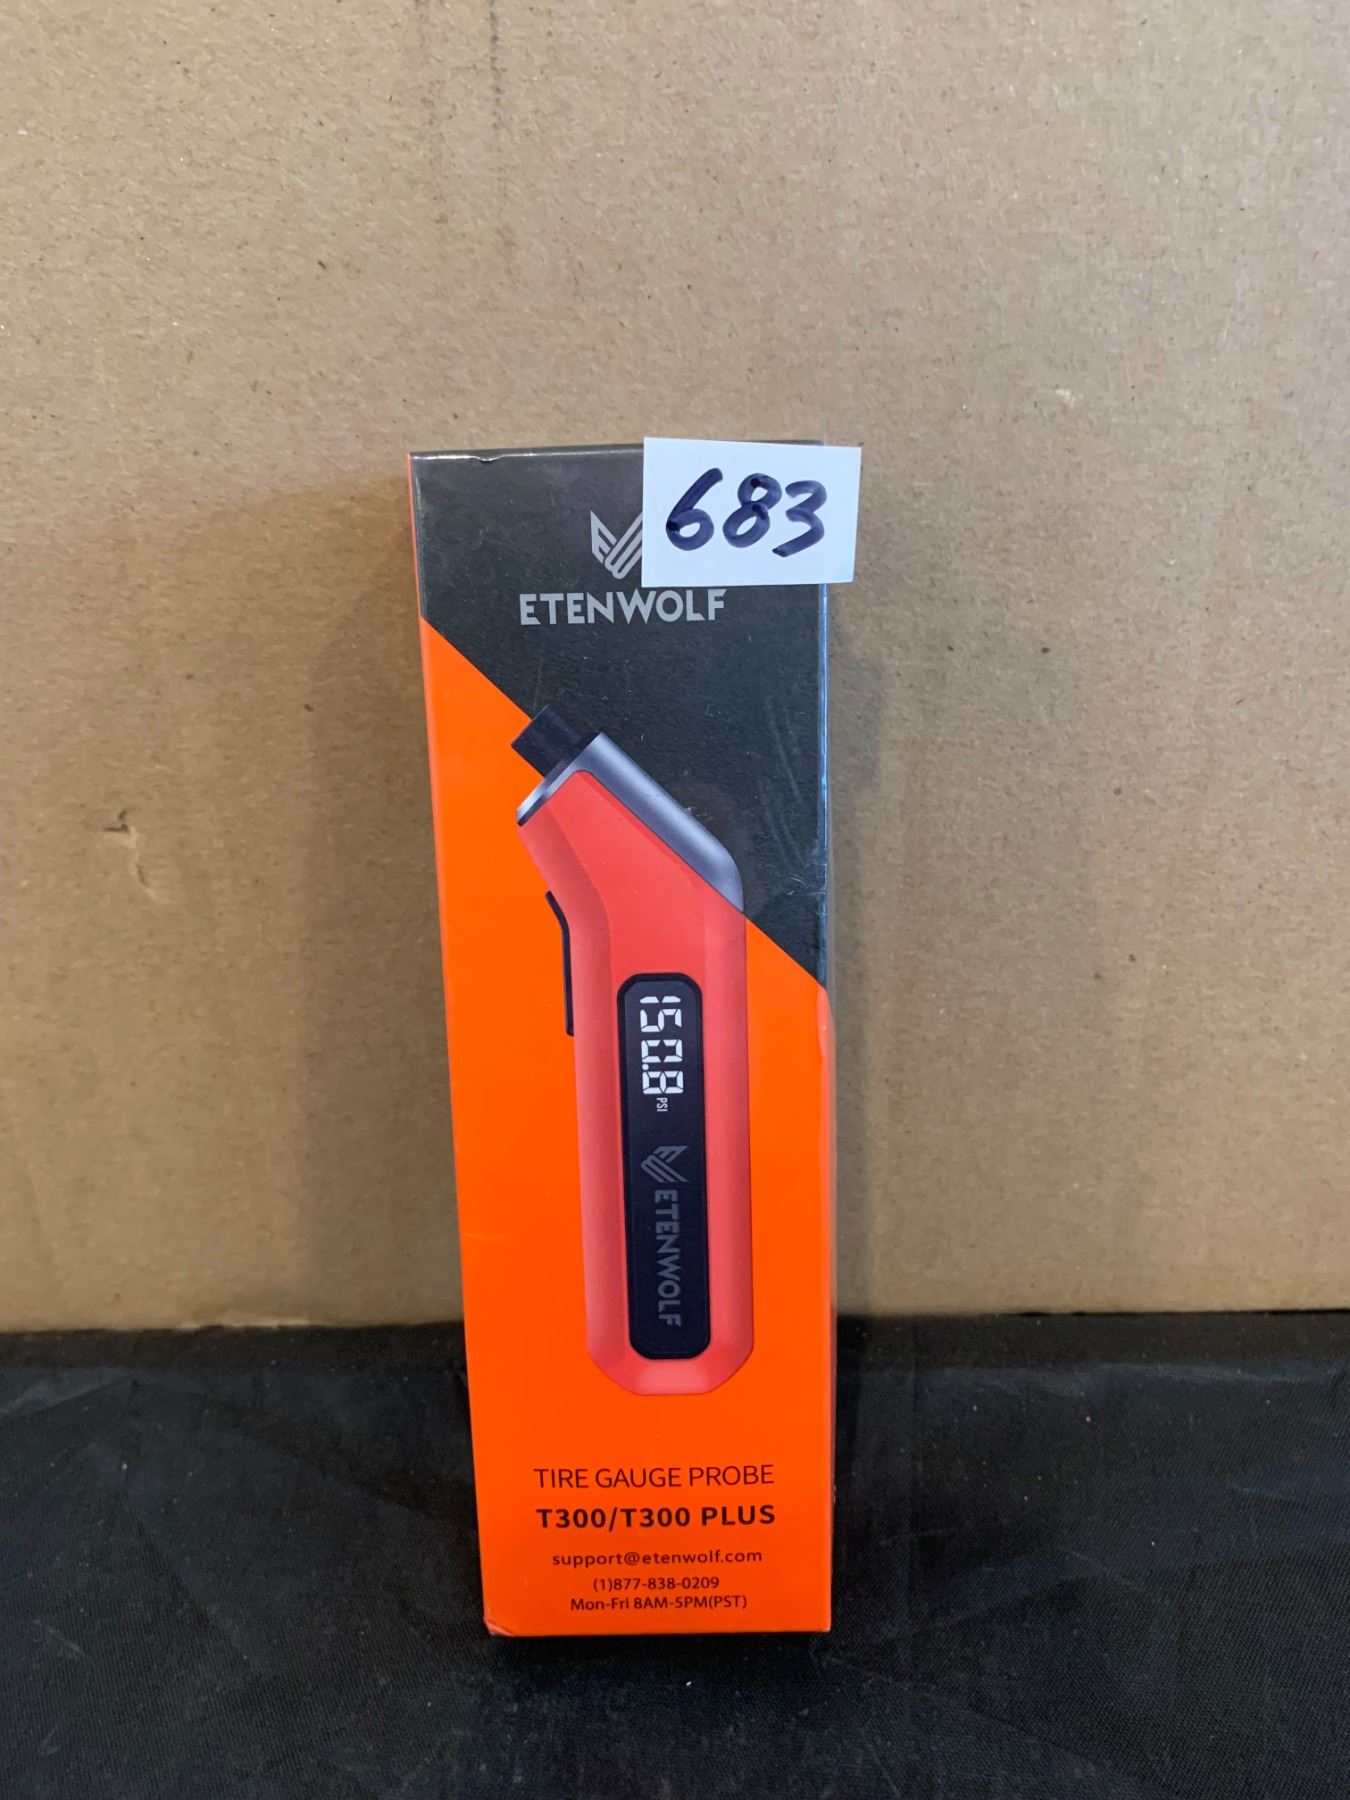 683
ETENWOLF
150.8
PSI
ETENWOLF
TIRE GAUGE PROBE
T300/T300 PLUS
support@etenwolf.com
(1)877-838-0209
Mon-Fri 8AM-5PM(PST)